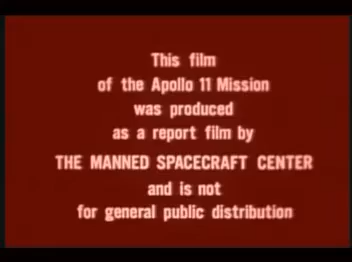 This film
of the Apollo 11 Mission
was produced
as a report film by
THE MANNED SPACECRAFT CENTER
and is not
for general public distribution